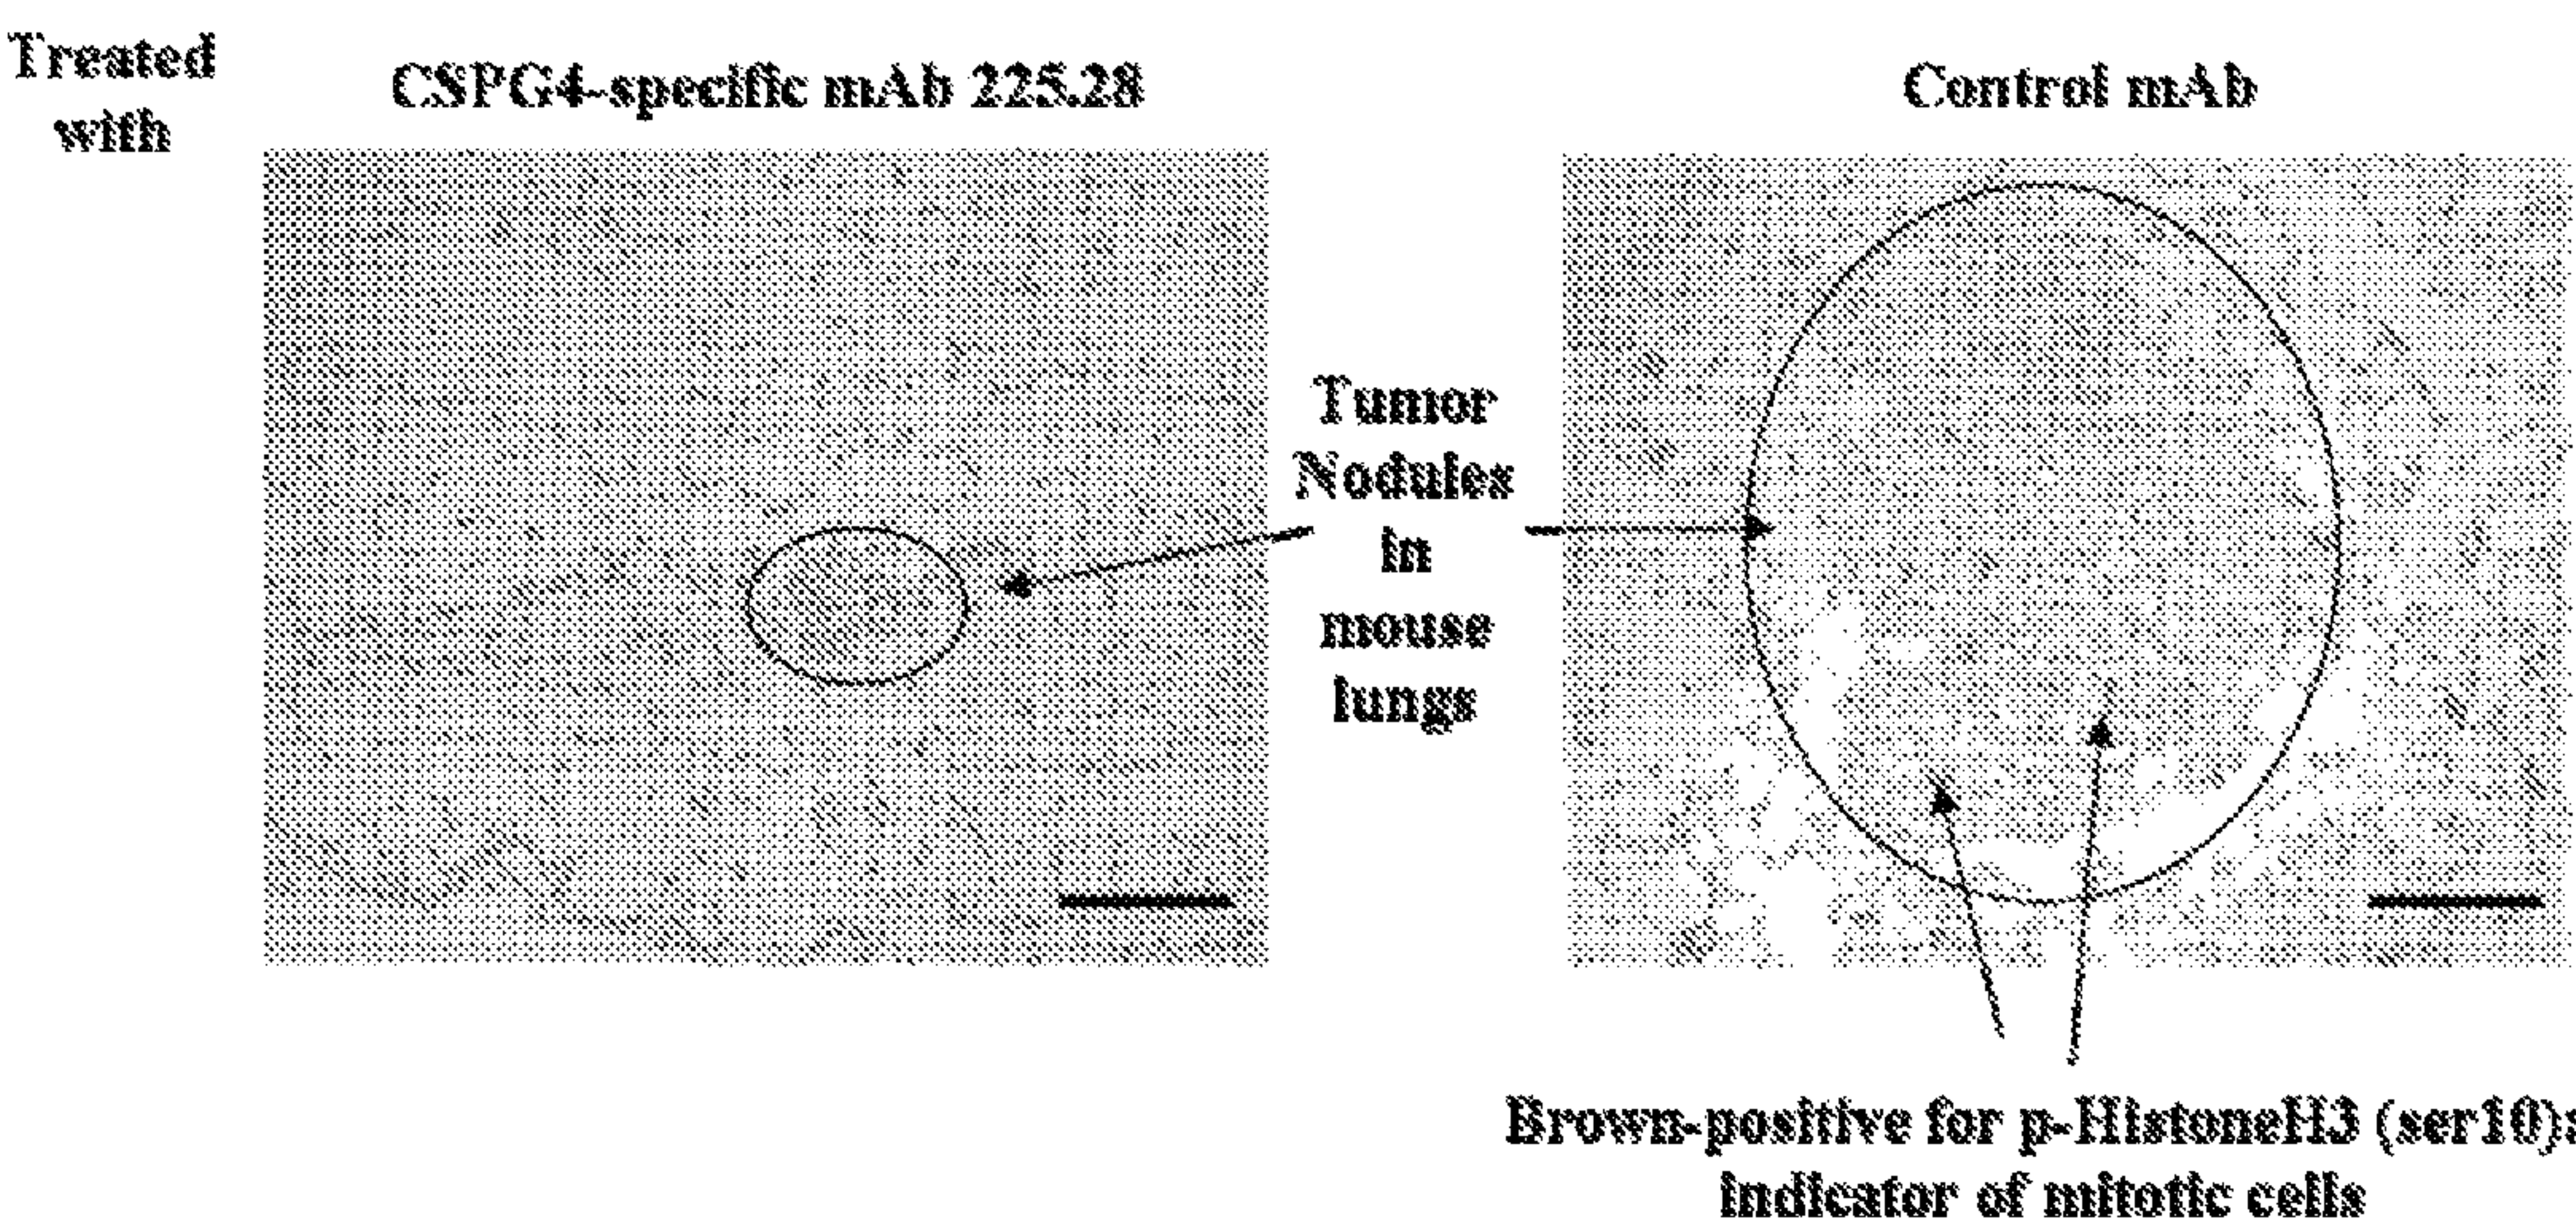 Treated
with
CSPG4-specific mAb 225.28
Control mAb
Tumor
Nodules
in
mouse
lungs
Brown-positive for p-HistoneH3 (ser10):
indicator of mitotic cells